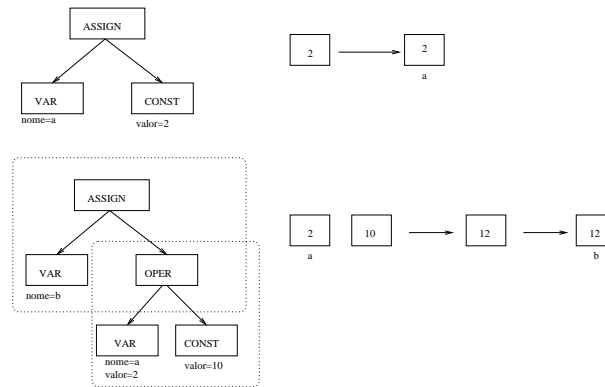 ASSIGN
VAR
nome=a
CONST
valor=2
2
2
a
ASSIGN
VAR
nome=b
OPER
VAR
nome=a
valor=2
CONST
valor=10
2
a
10
12
12
b